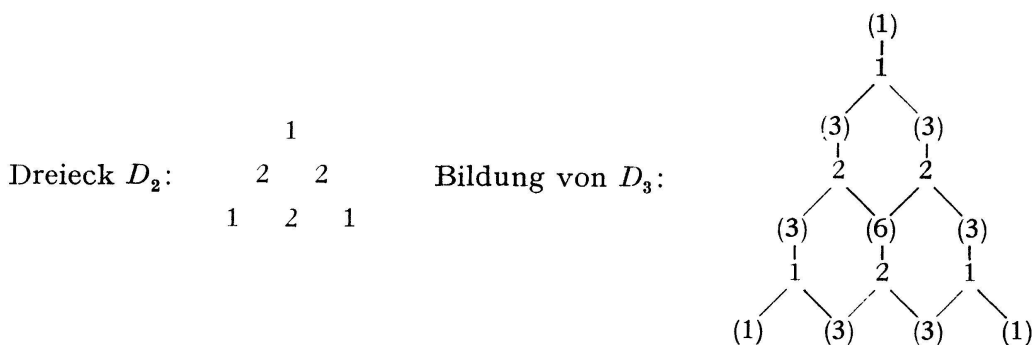 (1)
1
1
(3) (3)
Dreieck D₂: 2 2 Bildung von D₃: 2 2
1 2 1
(3) (6) (3)
1 2 1
(1) (3) (3) (1)